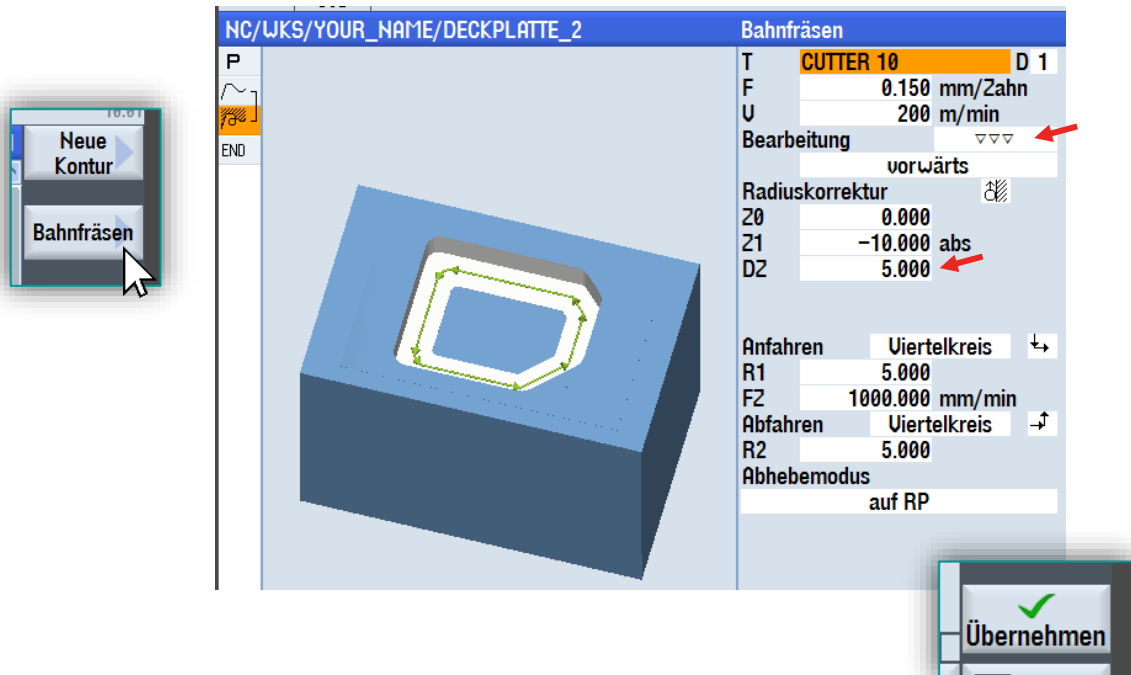 NC/WKS/YOUR_NAME/DECKPLATTE_2
Bahnfräsen
P
END
T CUTTER 10 D 1
F 0.150 mm/Zahn
V 200 m/min
Bearbeitung ▽▽▽
vorwärts
Radiuskorrektur
Z0 0.000
Z1 -10.000 abs
DZ 5.000
Anfahren Viertelkreis
R1 5.000
FZ 1000.000 mm/min
Abfahren Viertelkreis
R2 5.000
Abhebemodus
auf RP
Neue
Kontur
Bahnfräsen
Übernehmen